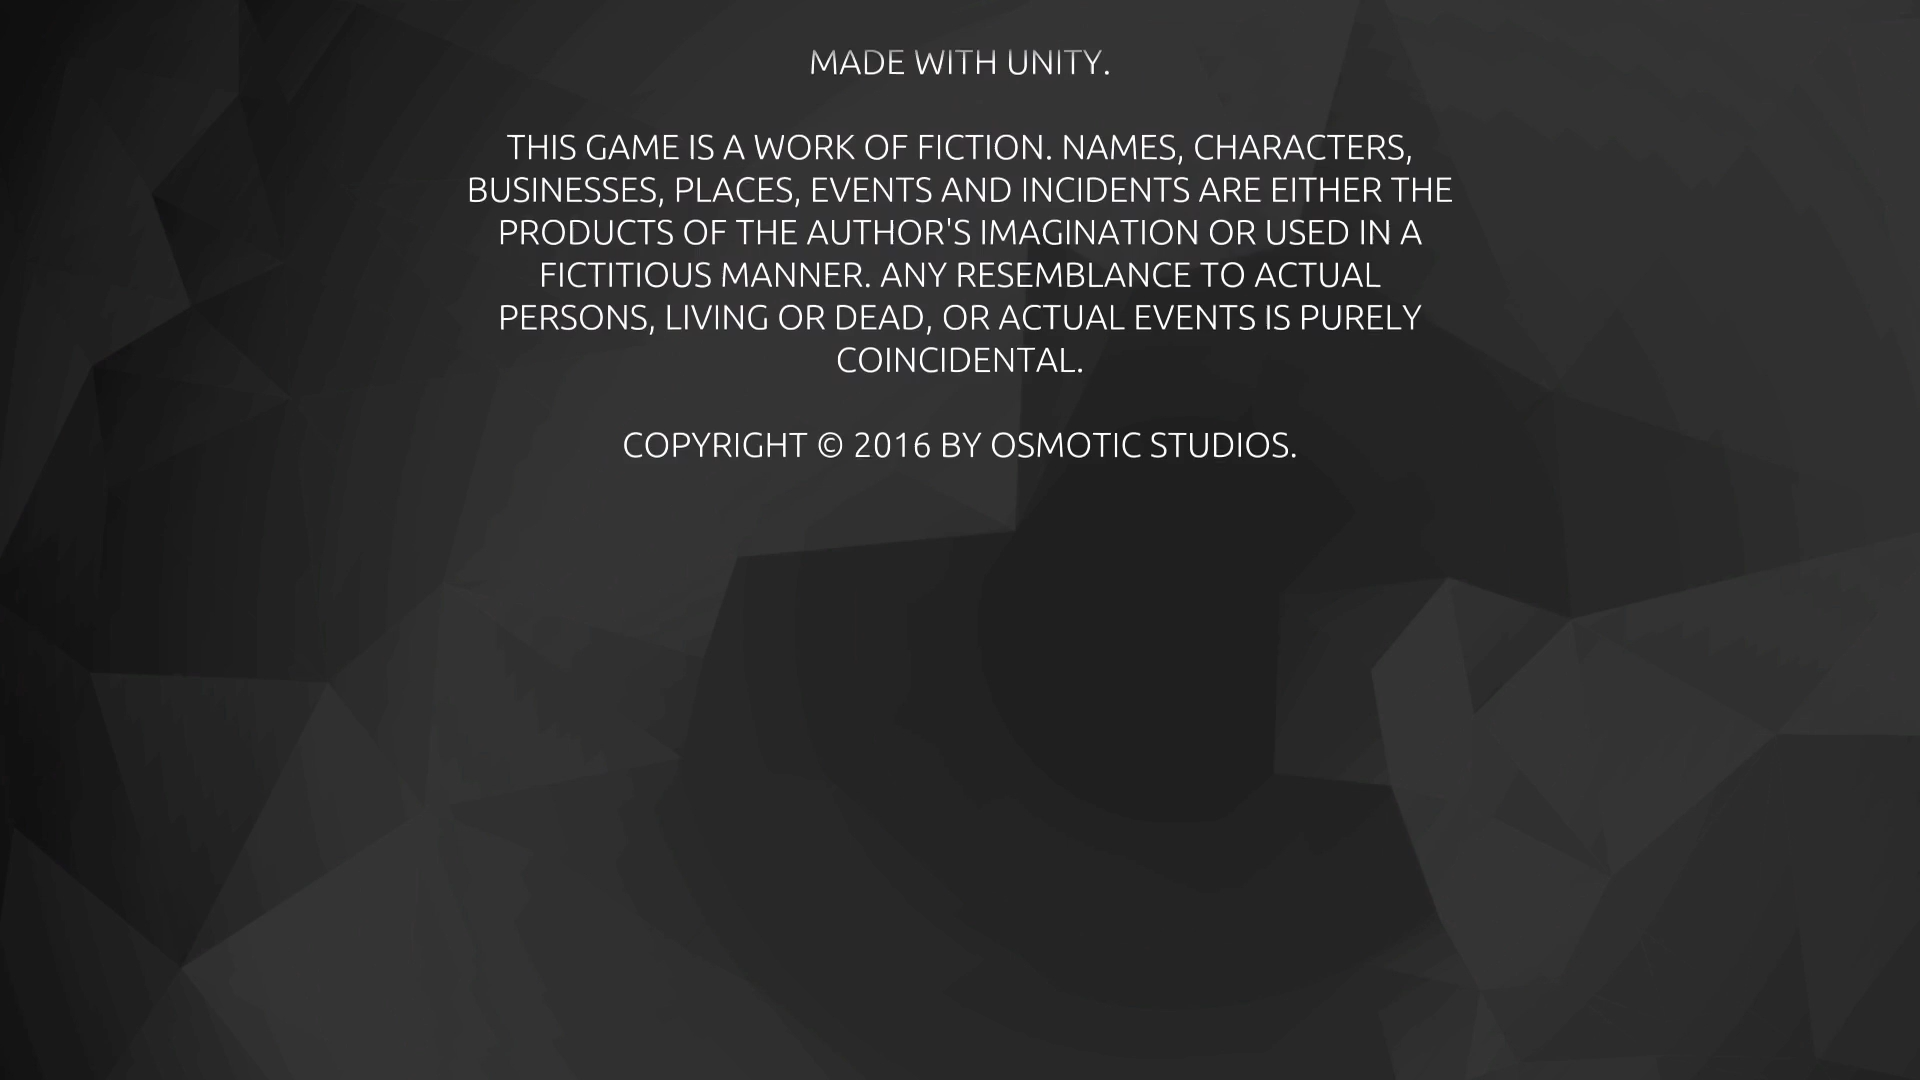 MADE WITH UNITY.
THIS GAME IS A WORK OF FICTION. NAMES, CHARACTERS,
BUSINESSES, PLACES, EVENTS AND INCIDENTS ARE EITHER THE
PRODUCTS OF THE AUTHOR'S IMAGINATION OR USED IN A
FICTITIOUS MANNER. ANY RESEMBLANCE TO ACTUAL
PERSONS, LIVING OR DEAD, OR ACTUAL EVENTS IS PURELY
COINCIDENTAL.
COPYRIGHT © 2016 BY OSMOTIC STUDIOS.